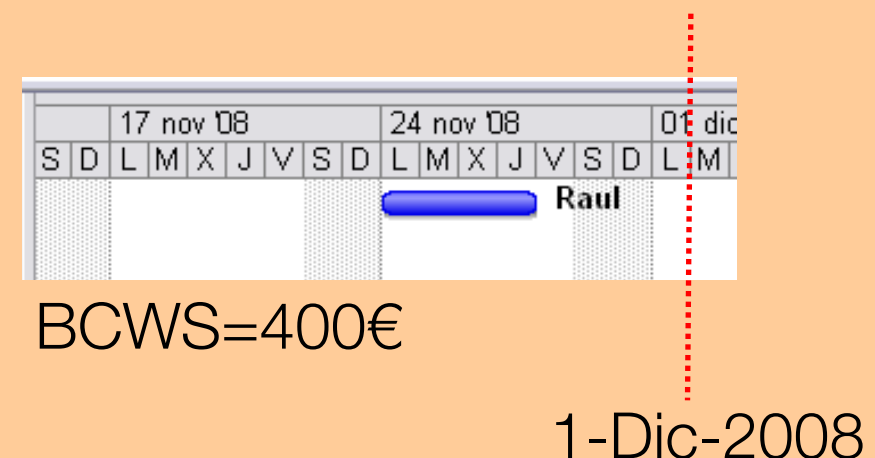 17 nov '08 24 nov '08 01 dic
S D L M X J V S D L M X J V S D L M
Raul
BCWS=400€
1-Dic-2008